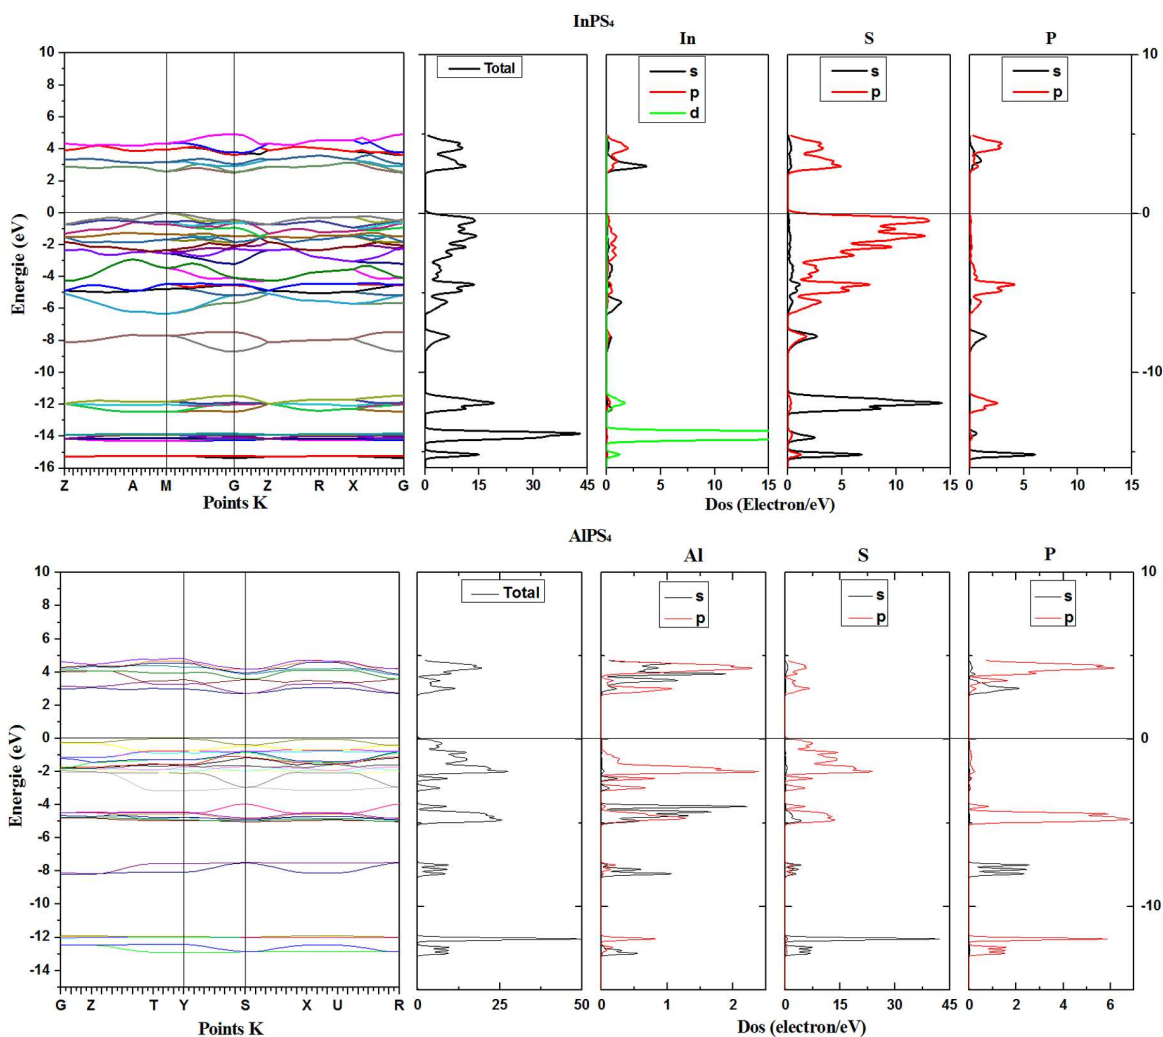 InPS₄
In S P
Total
s s s
p p p
d
10
8
6
4
2
0
-2
-4
-6
-8
-10
-12
-14
-16
Energie (eV)
10
0
-10
Z A M G Z R X G
0 15 30 45 0 5 10 15 0 5 10 15 0 5 10 15
Points K Dos (Electron/eV)
AlPS₄
Al S P
Total
s s s
p p p
10
8
6
4
2
0
-2
-4
-6
-8
-10
-12
-14
-15
Energie (eV)
10
0
-10
G Z T Y S X U R
0 25 50 0 1 2 0 15 30 45 0 2 4 6
Points K Dos (electron/eV)